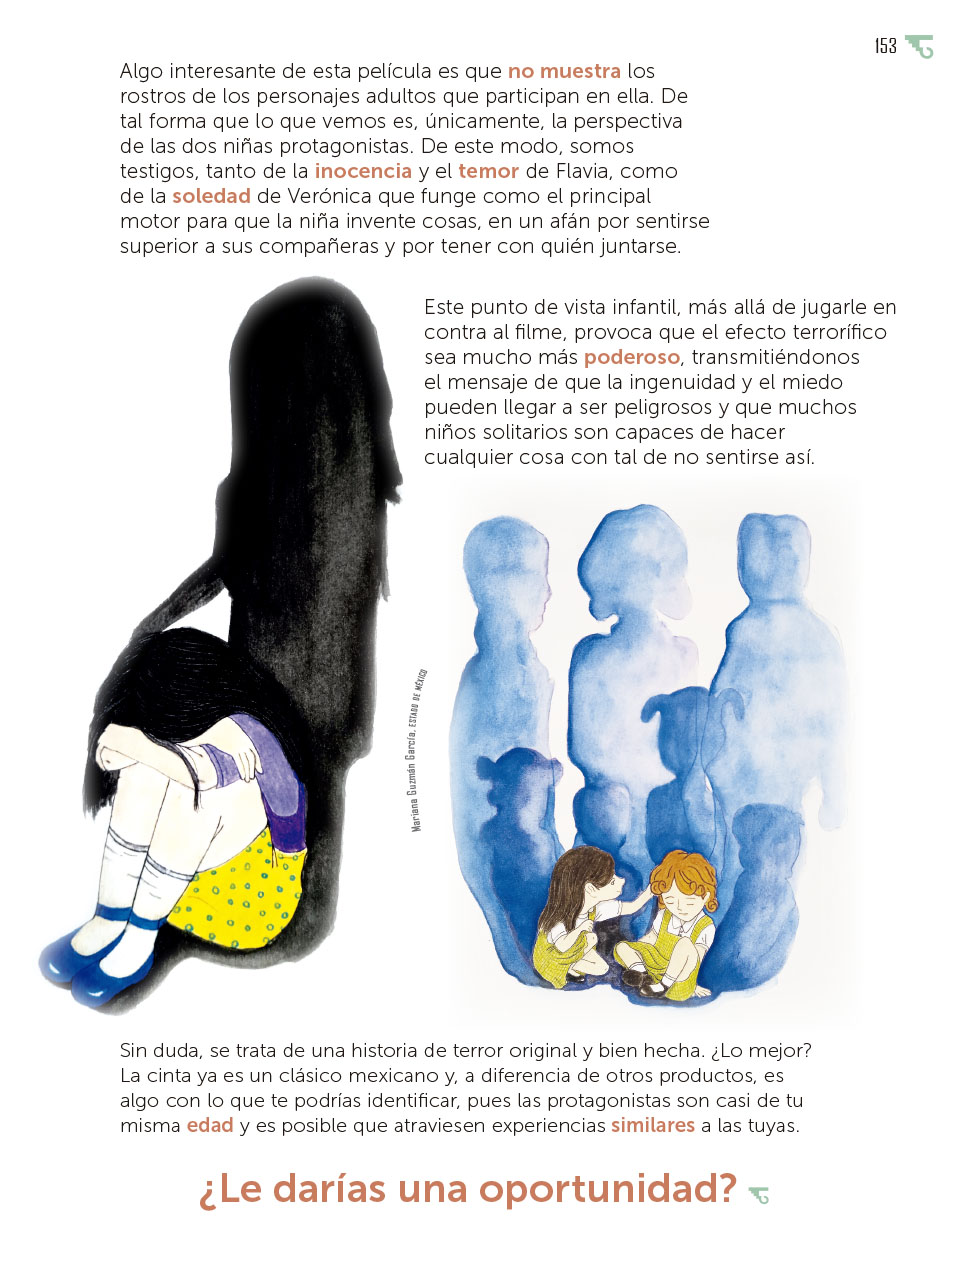 153
Algo interesante de esta película es que no muestra los
rostros de los personajes adultos que participan en ella. De
tal forma que lo que vemos es, únicamente, la perspectiva
de las dos niñas protagonistas. De este modo, somos
testigos, tanto de la inocencia y el temor de Flavia, como
de la soledad de Verónica que funge como el principal
motor para que la niña invente cosas, en un afán por sentirse
superior a sus compañeras y por tener con quién juntarse.
Este punto de vista infantil, más allá de jugarle en
contra al filme, provoca que el efecto terrorífico
sea mucho más poderoso, transmitiéndonos
el mensaje de que la ingenuidad y el miedo
pueden llegar a ser peligrosos y que muchos
niños solitarios son capaces de hacer
cualquier cosa con tal de no sentirse así.
Mariana Guzmán García, ESTADO DE MÉXICO
Sin duda, se trata de una historia de terror original y bien hecha. ¿Lo mejor?
La cinta ya es un clásico mexicano y, a diferencia de otros productos, es
algo con lo que te podrías identificar, pues las protagonistas son casi de tu
misma edad y es posible que atraviesen experiencias similares a las tuyas.
¿Le darías una oportunidad?